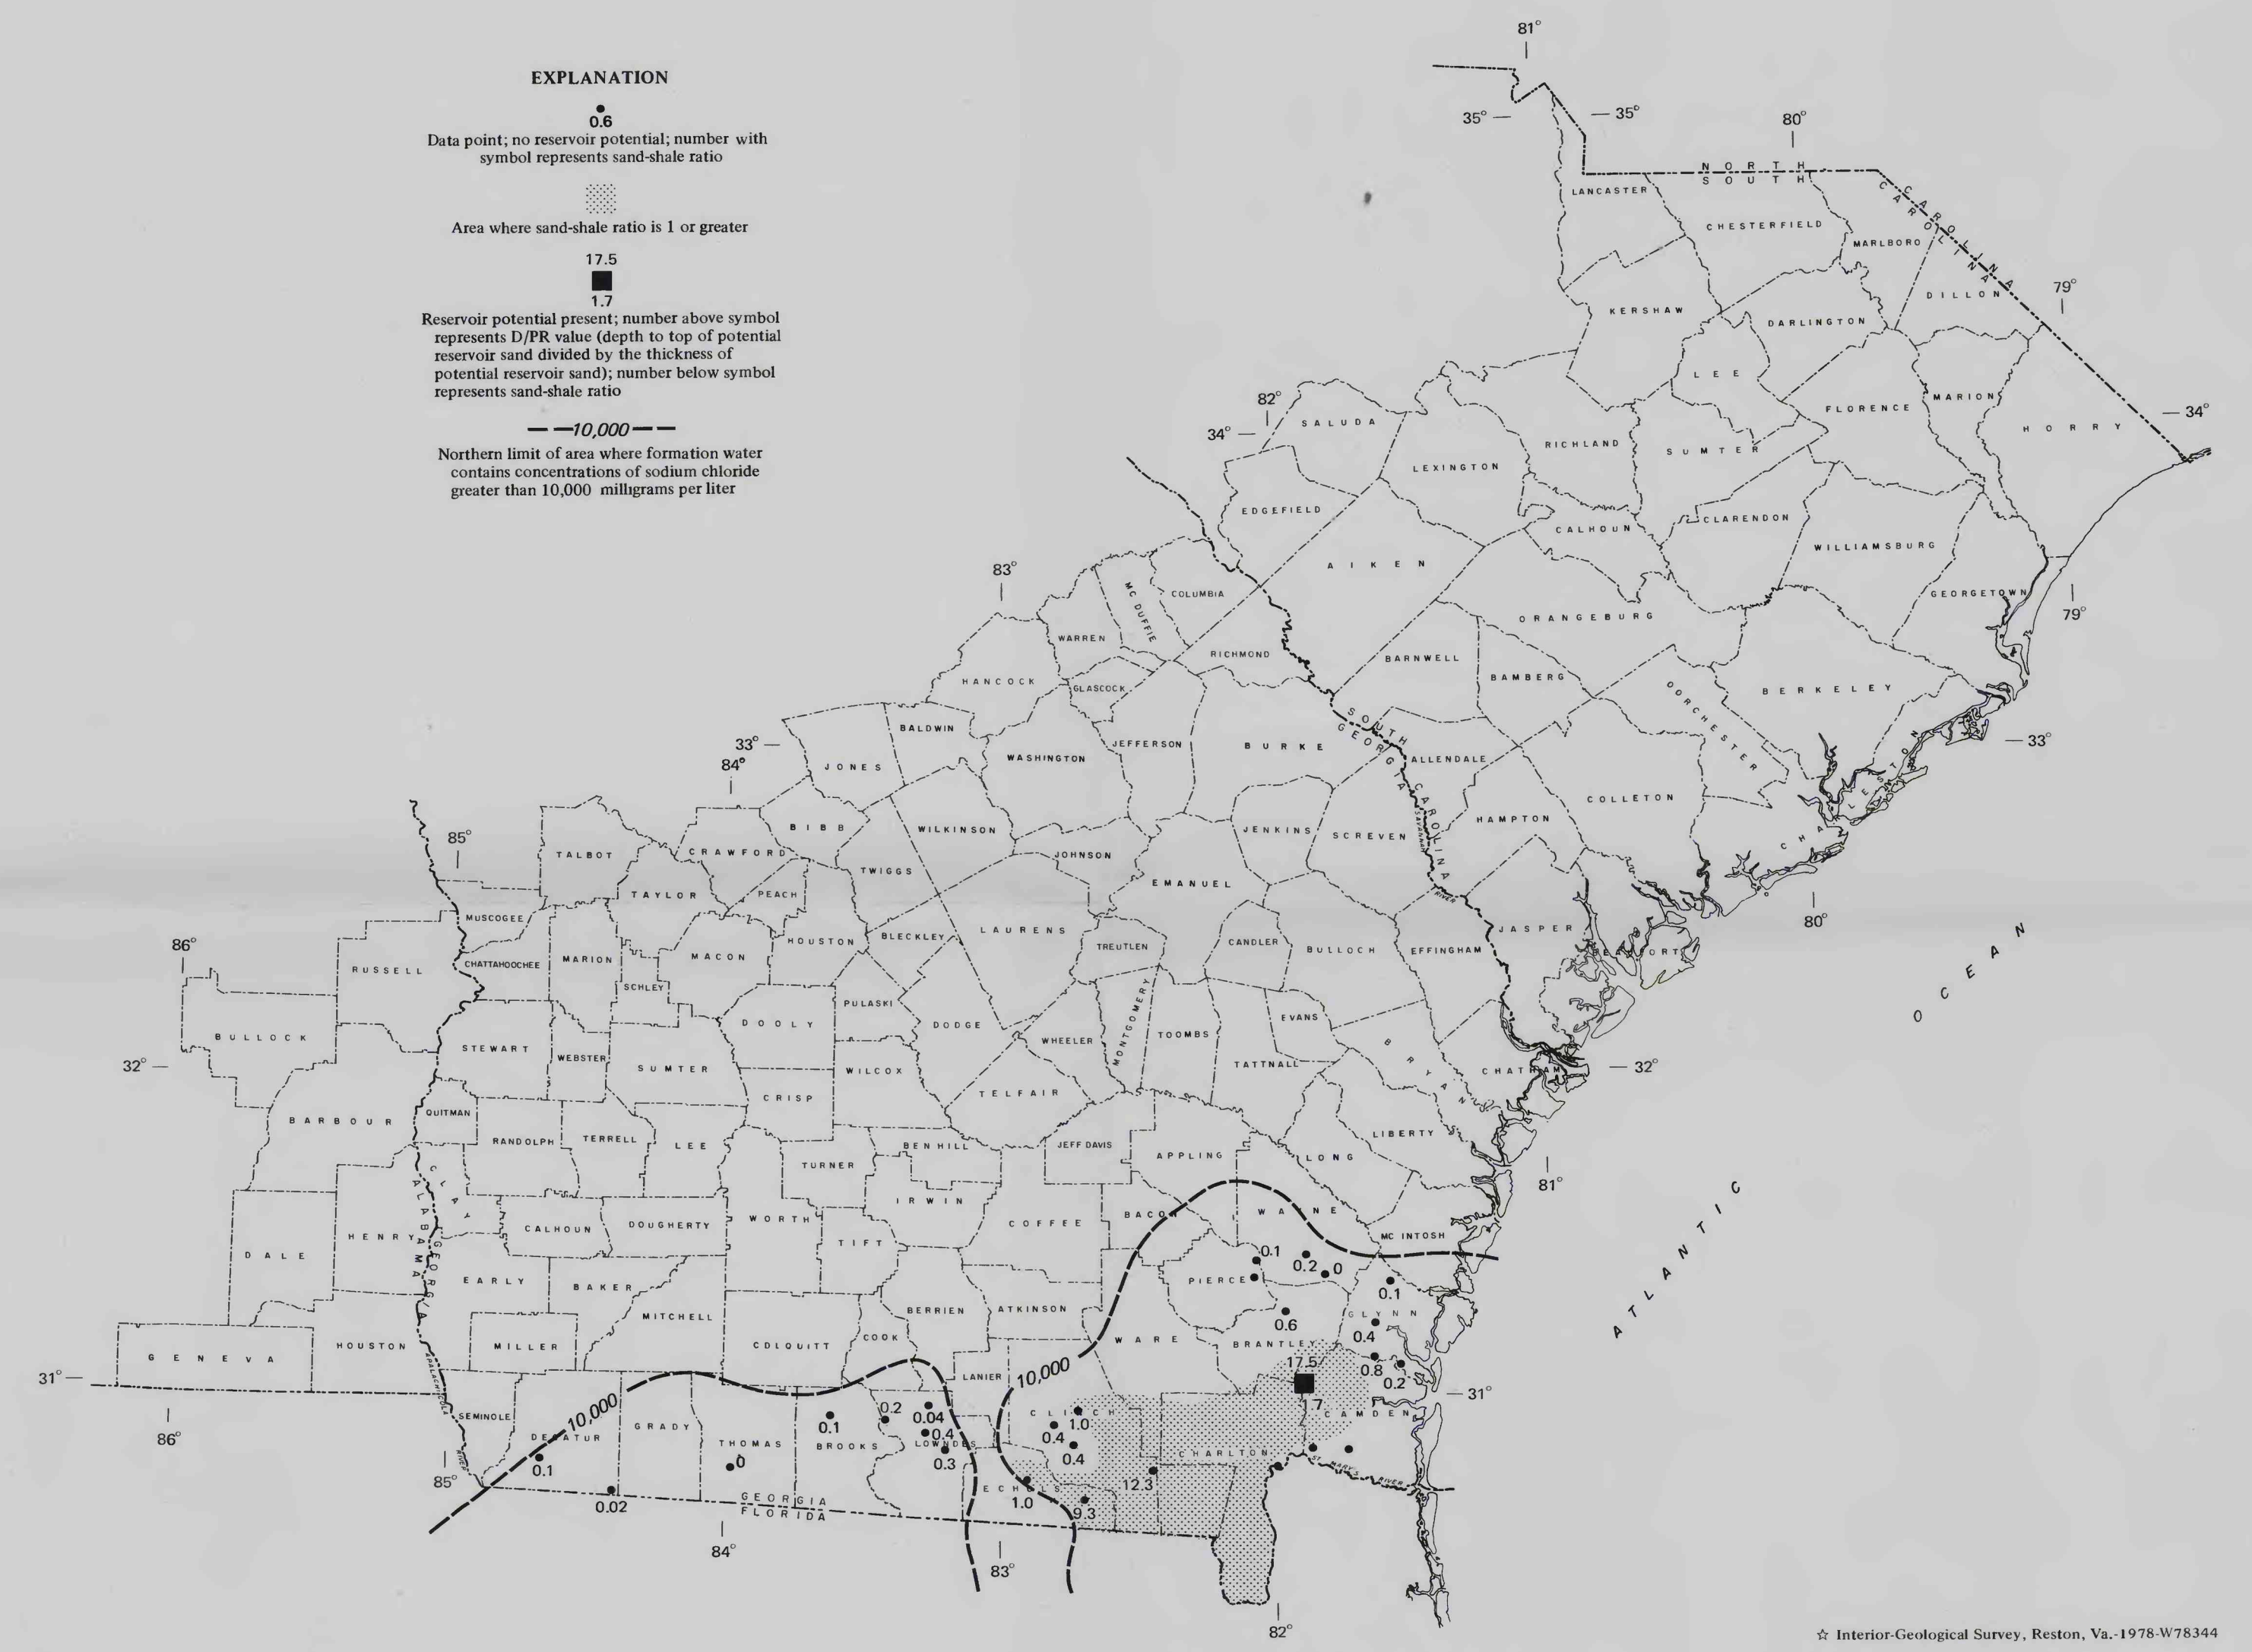 EXPLANATION
0.6
Data point; no reservoir potential; number with
symbol represents sand-shale ratio
Area where sand-shale ratio is 1 or greater
17.5
1.7
Reservoir potential present; number above symbol
represents D/PR value (depth to top of potential
reservoir sand divided by the thickness of
potential reservoir sand); number below symbol
represents sand-shale ratio
10,000
Northern limit of area where formation water
contains concentrations of sodium chloride
greater than 10,000 milligrams per liter
81°
35°
35°
80°
NORTH
SOUTH
CAROLINA
CAROLINA
LANCASTER
CHESTERFIELD
MARLBORO
DILLON
79°
KERSHAW
DARLINGTON
LEE
82°
34°
SALUDA
FLORENCE
MARION
34°
HORRY
RICHLAND
SUMTER
LEXINGTON
EDGEFIELD
CALHOUN
CLARENDON
WILLIAMSBURG
AIKEN
83°
MC DUFFIE
COLUMBIA
GEORGETOWN
79°
ORANGEBURG
WARREN
RICHMOND
BARNWELL
BAMBERG
HANCOCK
GLASCOCK
DORCHESTER
BERKELEY
33°
33°
84°
BALDWIN
JONES
WASHINGTON
JEFFERSON
BURKE
SOUTH
GEORGIA
CAROLINA
SAVANNAH
RIVER
ALLENDALE
COLLETON
CHARLESTON
HAMPTON
85°
TALBOT
CRAWFORD
BIBB
WILKINSON
JENKINS
SCREVEN
JOHNSON
TWIGGS
EMANUEL
TAYLOR
PEACH
80°
MUSCOGEE
86°
RUSSELL
CHATTAHOOCHEE
MARION
MACON
HOUSTON
BLECKLEY
LAURENS
TREUTLEN
CANDLER
BULLOCH
EFFINGHAM
JASPER
BEAUFORT
SCHLEY
PULASKI
MONTGOMERY
OCEAN
BULLOCK
STEWART
WEBSTER
DOOLY
DODGE
WHEELER
TOOMBS
EVANS
BRYAN
32°
32°
SUMTER
WILCOX
TATTNALL
CHATHAM
CRISP
TELFAIR
BARBOUR
QUITMAN
RANDOLPH
TERRELL
LEE
BEN HILL
JEFF DAVIS
APPLING
LONG
LIBERTY
TURNER
81°
CLAY
ALABAMA
GEORGIA
IRWIN
ATLANTIC
CALHOUN
DOUGHERTY
WORTH
COFFEE
BACON
WAYNE
MC INTOSH
DALE
HENRY
TIFT
EARLY
BAKER
0.1
0.2
0
PIERCE
0.1
MITCHELL
BERRIEN
ATKINSON
GLYNN
0.6
0.4
HOUSTON
MILLER
COLQUITT
COOK
WARE
BRANTLEY
GENEVA
APALACHICOLA
RIVER
31°
31°
LANIER
10,000
17.5
0.8
0.2
1.7
SEMINOLE
10,000
DECATUR
GRADY
THOMAS
BROOKS
LOWNDES
0.1
0.2
0.04
0.4
0.3
CLINCH
1.0
0.4
0.4
CAMDEN
CHARLTON
ST MARYS RIVER
86°
85°
0.1
0.02
0
GEORGIA
FLORIDA
ECHOLS
1.0
12.3
9.3
84°
83°
82°
☆ Interior-Geological Survey, Reston, Va.-1978-W78344